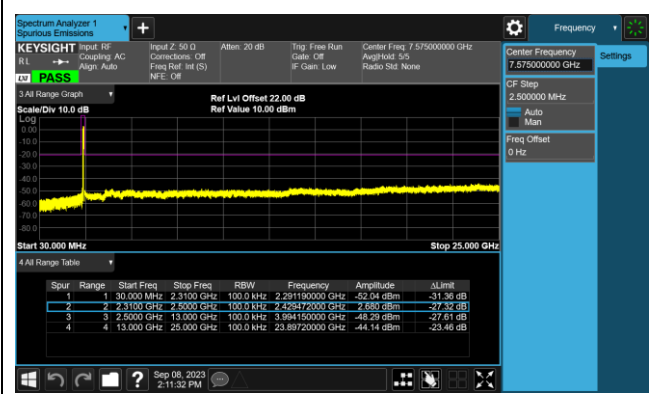 Spectrum Analyzer 1
Spurious Emissions
Frequency
KEYSIGHT
RL
Input: RF
Coupling: AC
Align: Auto
Input Z: 50 Ω
Corrections: Off
Freq Ref: Int (S)
NFE: Off
Atten: 20 dB
Trig: Free Run
Gate: Off
IF Gain: Low
Center Freq: 7.575000000 GHz
Avg|Hold: 5/5
Radio Std: None
LXI PASS
Center Frequency
7.575000000 GHz
Settings
CF Step
2.500000 MHz
Auto
Man
Freq Offset
0 Hz
3 All Range Graph
Scale/Div 10.0 dB
Ref Lvl Offset 22.00 dB
Ref Value 10.00 dBm
Log
0.00
-10.0
-20.0
-30.0
-40.0
-50.0
-60.0
-70.0
-80.0
Start 30.000 MHz Stop 25.000 GHz
4 All Range Table
Spur Range Start Freq Stop Freq RBW Frequency Amplitude ΔLimit
1 1 30.000 MHz 2.3100 GHz 100.0 kHz 2.291190000 GHz -52.04 dBm -31.36 dB
2 2 2.3100 GHz 2.5000 GHz 100.0 kHz 2.429472000 GHz 2.680 dBm -27.32 dB
3 3 2.5000 GHz 13.000 GHz 100.0 kHz 3.994150000 GHz -48.29 dBm -27.61 dB
4 4 13.000 GHz 25.000 GHz 100.0 kHz 23.89720000 GHz -44.14 dBm -23.46 dB
Sep 08, 2023
2:11:32 PM